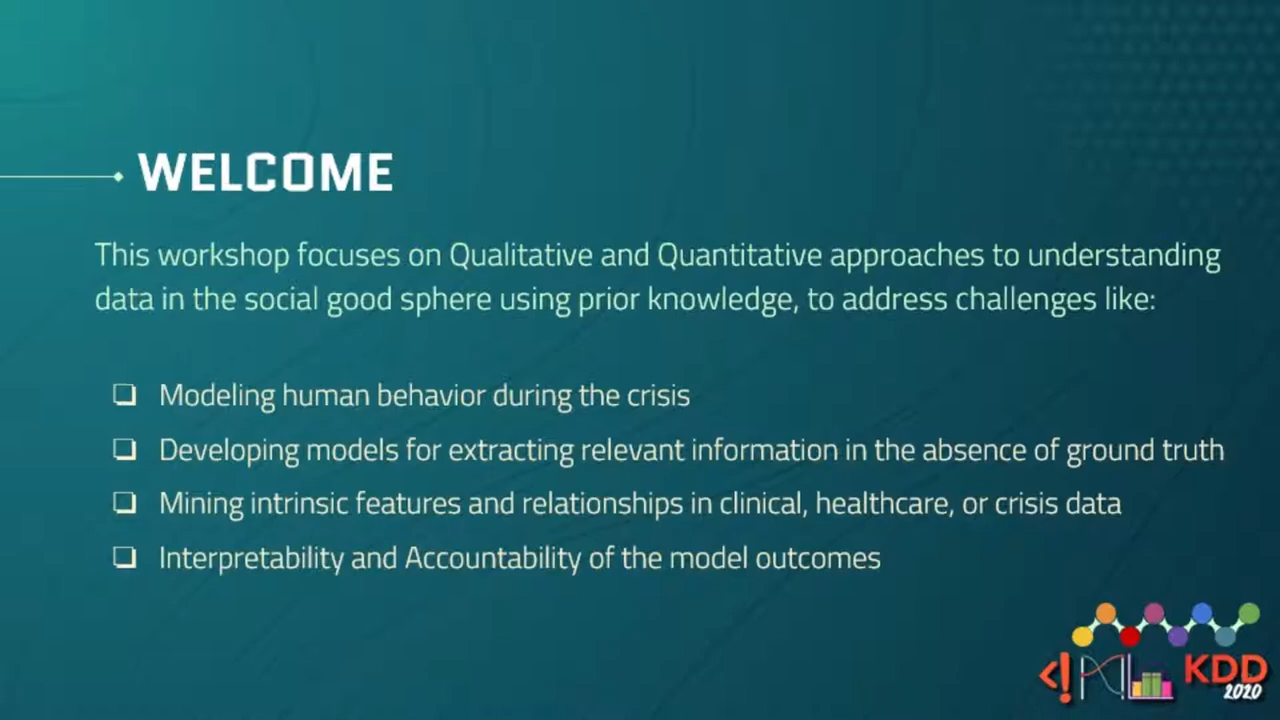 WELCOME
This workshop focuses on Qualitative and Quantitative approaches to understanding
data in the social good sphere using prior knowledge, to address challenges like:
❏ Modeling human behavior during the crisis
❏ Developing models for extracting relevant information in the absence of ground truth
❏ Mining intrinsic features and relationships in clinical, healthcare, or crisis data
❏ Interpretability and Accountability of the model outcomes
KDD
2020